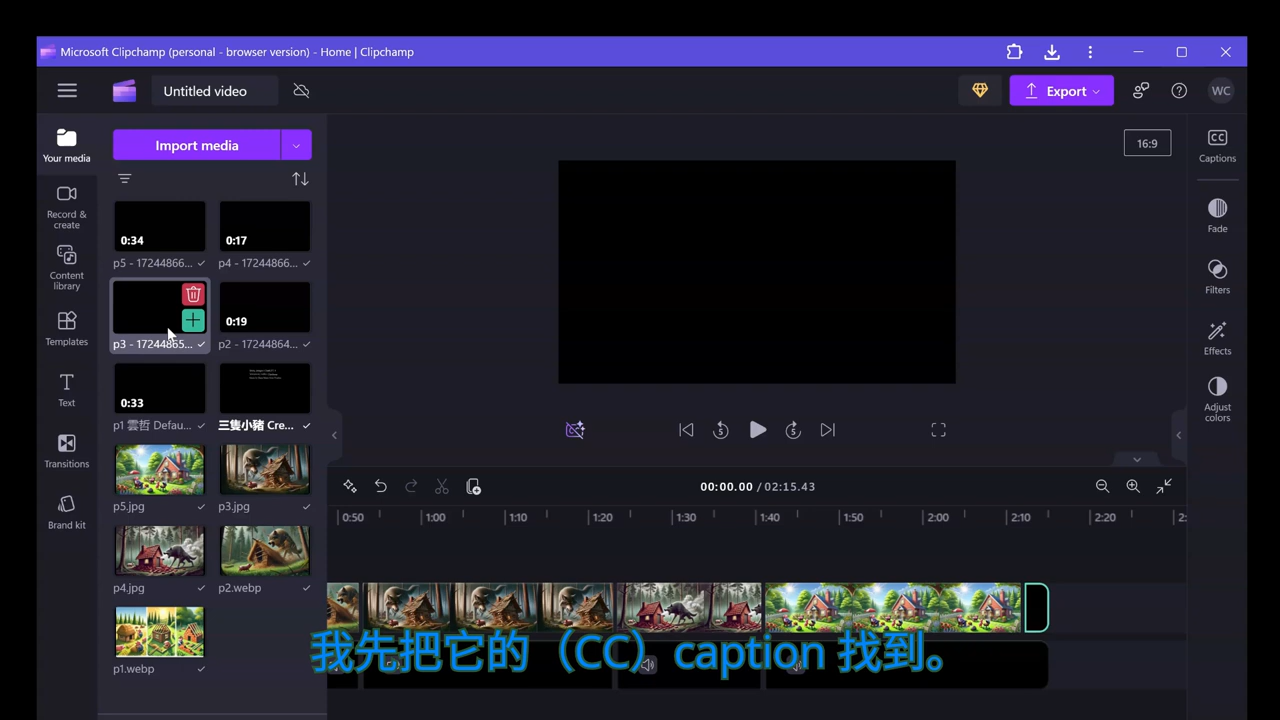 Microsoft Clipchamp (personal - browser version) - Home | Clipchamp
Untitled video
Export
WC
Your media
Import media
16:9
CC
Captions
Record &
create
0:34
0:17
p5 - 17244866...
p4 - 17244866...
Fade
Content
library
0:19
Filters
p3 - 17244865...
p2 - 17244864...
Templates
Effects
Text
0:33
p1 雲哲 Defau...
三隻小豬 Cre...
Adjust
colors
5
5
Transitions
00:00.00 / 02:15.43
p5.jpg
p3.jpg
Brand kit
0:50
1:00
1:10
1:20
1:30
1:40
1:50
2:00
2:10
2:20
2:
p4.jpg
p2.webp
我先把它的（CC）caption 找到。
p1.webp